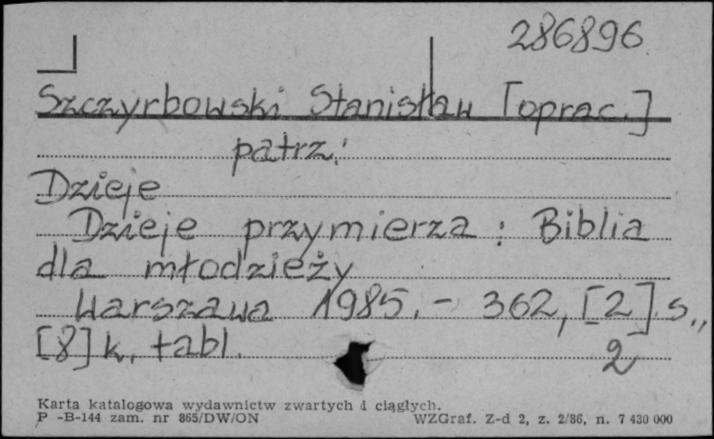 286896
Szczyrbowski Stanisław [oprac.]
patrz:
Dzieje
Dzieje przymierza : Biblia
dla młodzieży
Warszawa 1985. - 362, [2] s.,
[8] k. tabl.
2
Karta katalogowa wydawnictw zwartych i ciągłych.
P -B-144 zam. nr 865/DW/ON WZGraf. Z-d 2, z. 2/86, n. 7 430 000